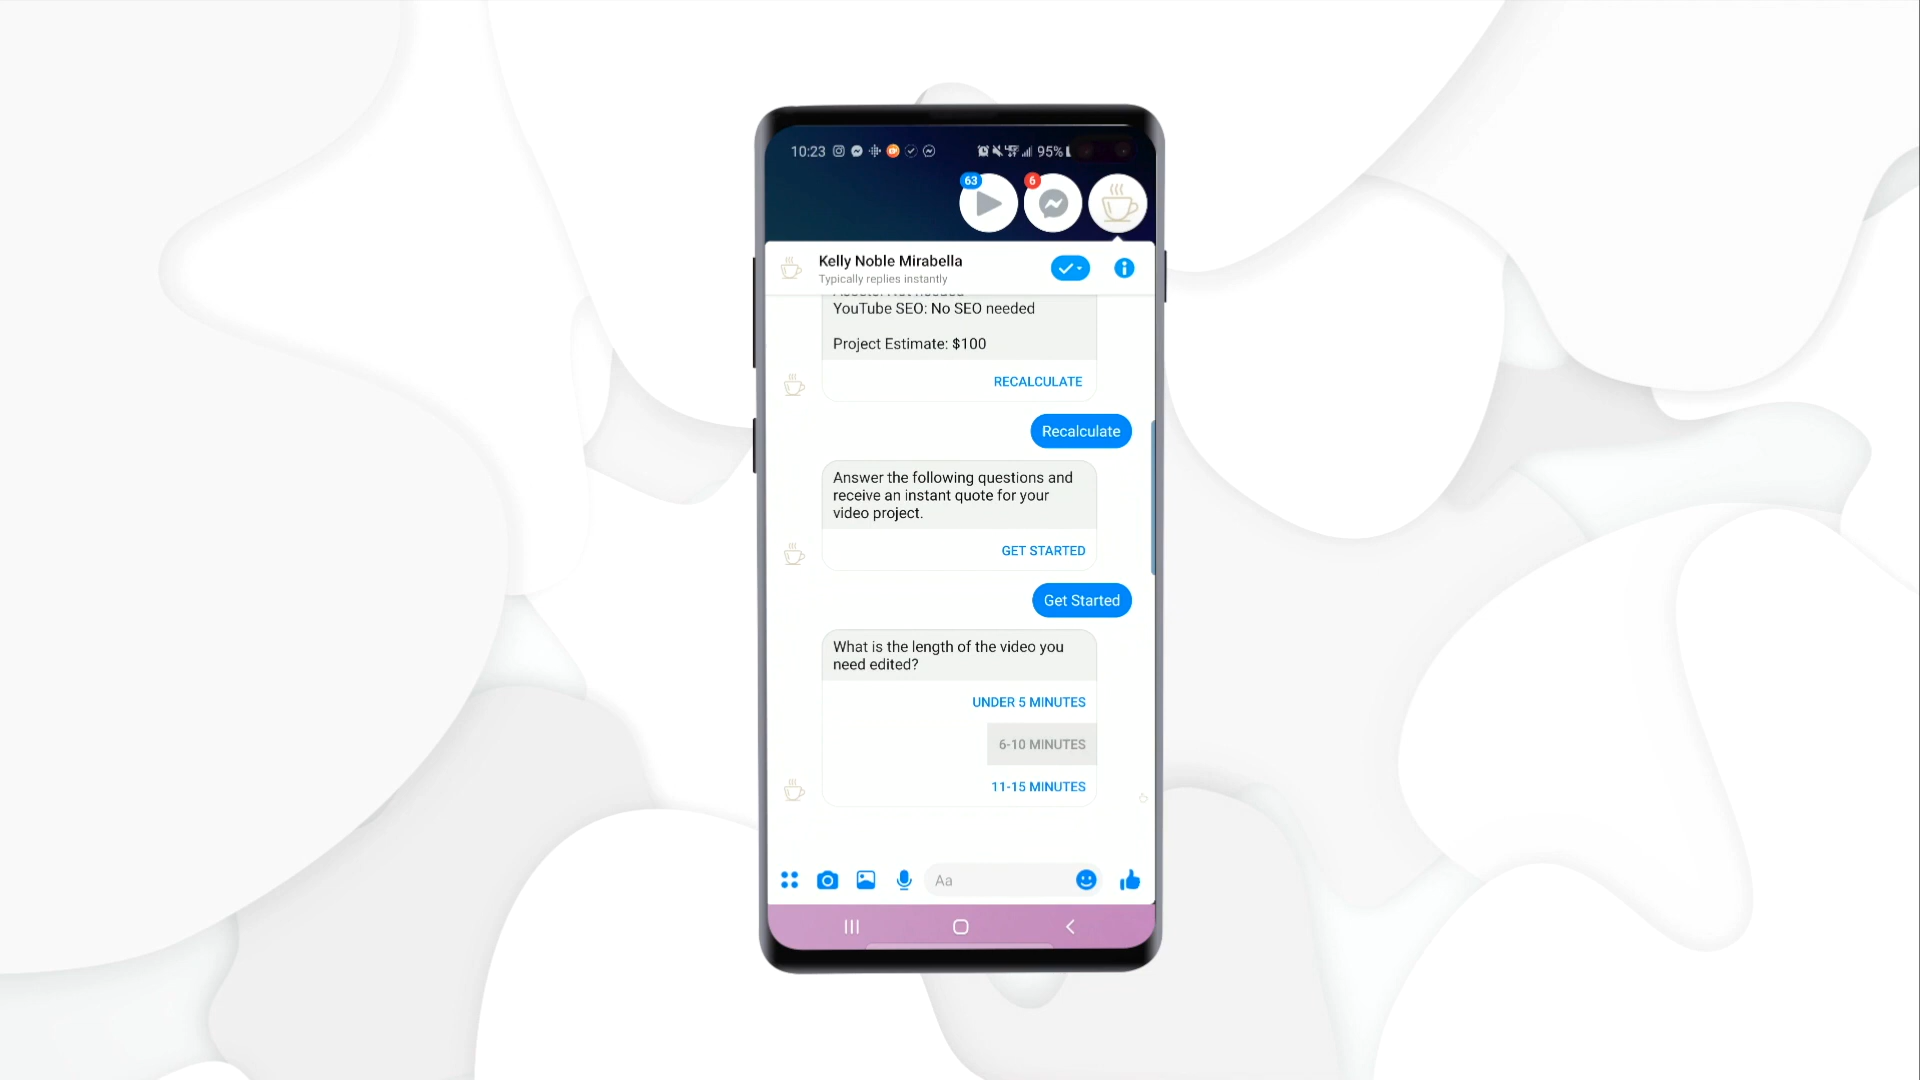 10:23
95%
63
6
Kelly Noble Mirabella
Typically replies instantly
YouTube SEO: No SEO needed
Project Estimate: $100
RECALCULATE
Recalculate
Answer the following questions and
receive an instant quote for your
video project.
GET STARTED
Get Started
What is the length of the video you
need edited?
UNDER 5 MINUTES
6-10 MINUTES
11-15 MINUTES
Aa